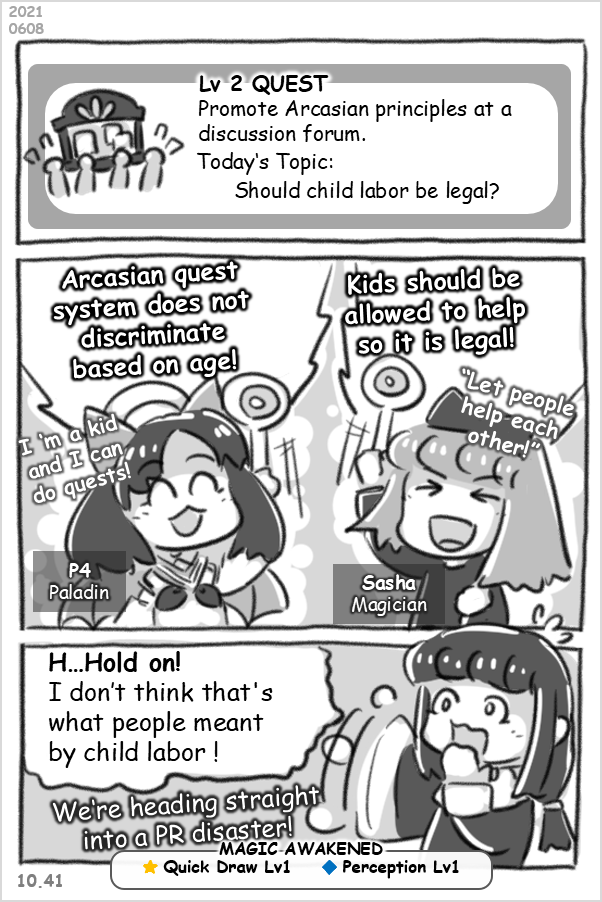 2021
0608
Lv 2 QUEST
Promote Arcasian principles at a
discussion forum.
Today's Topic:
Should child labor be legal?
Arcasian quest
system does not
discriminate
based on age!
I 'm a kid
and I can
do quests!
P4
Paladin
Kids should be
allowed to help
so it is legal!
"Let people
help each
other!"
Sasha
Magician
H...Hold on!
I don't think that's
what people meant
by child labor !
We're heading straight
into a PR disaster!
MAGIC AWAKENED
Quick Draw Lv1 Perception Lv1
10.41